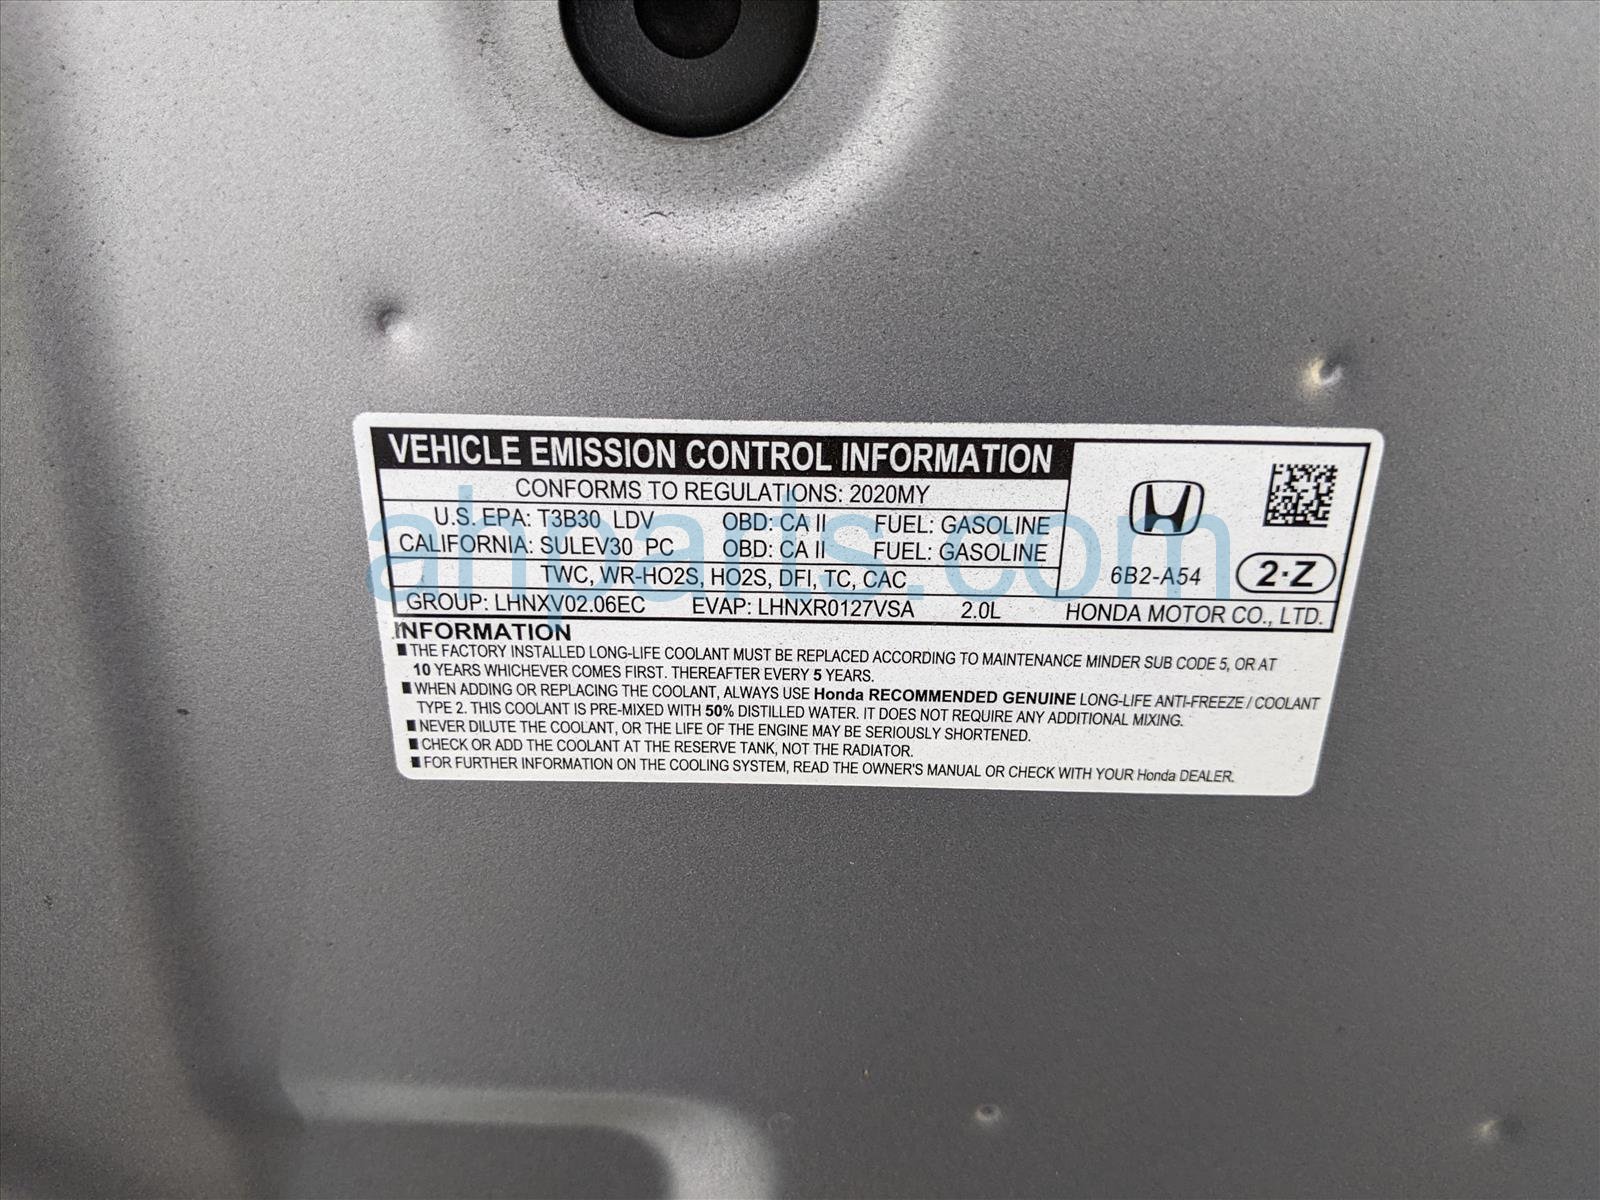 VEHICLE EMISSION CONTROL INFORMATION
CONFORMS TO REGULATIONS: 2020MY
U.S. EPA: T3B30 LDV OBD: CA II FUEL: GASOLINE
CALIFORNIA: SULEV30 PC OBD: CA II FUEL: GASOLINE
TWC, WR-HO2S, HO2S, DFI, TC, CAC
6B2-A54 2·Z
GROUP: LHNXV02.06EC EVAP: LHNXR0127VSA 2.0L HONDA MOTOR CO., LTD.
INFORMATION
■ THE FACTORY INSTALLED LONG-LIFE COOLANT MUST BE REPLACED ACCORDING TO MAINTENANCE MINDER SUB CODE 5, OR AT
10 YEARS WHICHEVER COMES FIRST. THEREAFTER EVERY 5 YEARS.
■ WHEN ADDING OR REPLACING THE COOLANT, ALWAYS USE Honda RECOMMENDED GENUINE LONG-LIFE ANTI-FREEZE / COOLANT
TYPE 2. THIS COOLANT IS PRE-MIXED WITH 50% DISTILLED WATER. IT DOES NOT REQUIRE ANY ADDITIONAL MIXING.
■ NEVER DILUTE THE COOLANT, OR THE LIFE OF THE ENGINE MAY BE SERIOUSLY SHORTENED.
■ CHECK OR ADD THE COOLANT AT THE RESERVE TANK, NOT THE RADIATOR.
■ FOR FURTHER INFORMATION ON THE COOLING SYSTEM, READ THE OWNER'S MANUAL OR CHECK WITH YOUR Honda DEALER.
ahparts.com